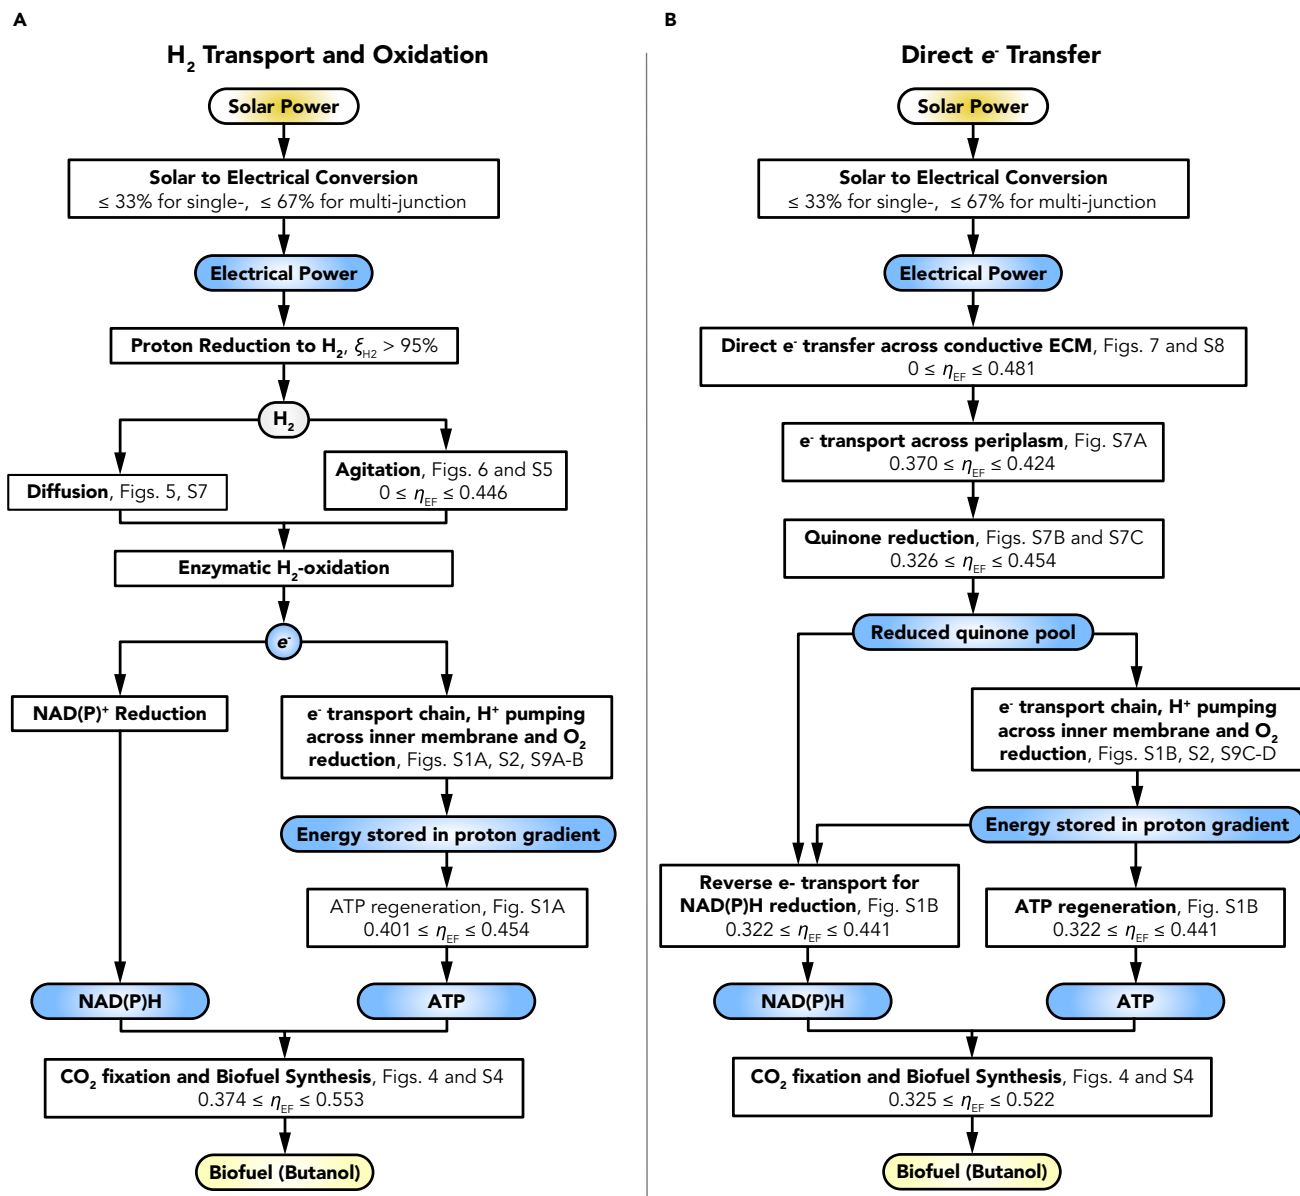 A
H₂ Transport and Oxidation
Solar Power
Solar to Electrical Conversion
≤ 33% for single-, ≤ 67% for multi-junction
Electrical Power
Proton Reduction to H₂, ξH2 > 95%
H₂
Diffusion, Figs. 5, S7
Agitation, Figs. 6 and S5
0 ≤ ηEF ≤ 0.446
Enzymatic H₂-oxidation
e⁻
NAD(P)⁺ Reduction
e⁻ transport chain, H⁺ pumping
across inner membrane and O₂
reduction, Figs. S1A, S2, S9A-B
Energy stored in proton gradient
ATP regeneration, Fig. S1A
0.401 ≤ ηEF ≤ 0.454
NAD(P)H
ATP
CO₂ fixation and Biofuel Synthesis, Figs. 4 and S4
0.374 ≤ ηEF ≤ 0.553
Biofuel (Butanol)
B
Direct e⁻ Transfer
Solar Power
Solar to Electrical Conversion
≤ 33% for single-, ≤ 67% for multi-junction
Electrical Power
Direct e⁻ transfer across conductive ECM, Figs. 7 and S8
0 ≤ ηEF ≤ 0.481
e⁻ transport across periplasm, Fig. S7A
0.370 ≤ ηEF ≤ 0.424
Quinone reduction, Figs. S7B and S7C
0.326 ≤ ηEF ≤ 0.454
Reduced quinone pool
e⁻ transport chain, H⁺ pumping
across inner membrane and O₂
reduction, Figs. S1B, S2, S9C-D
Energy stored in proton gradient
Reverse e- transport for
NAD(P)H reduction, Fig. S1B
0.322 ≤ ηEF ≤ 0.441
ATP regeneration, Fig. S1B
0.322 ≤ ηEF ≤ 0.441
NAD(P)H
ATP
CO₂ fixation and Biofuel Synthesis, Figs. 4 and S4
0.325 ≤ ηEF ≤ 0.522
Biofuel (Butanol)